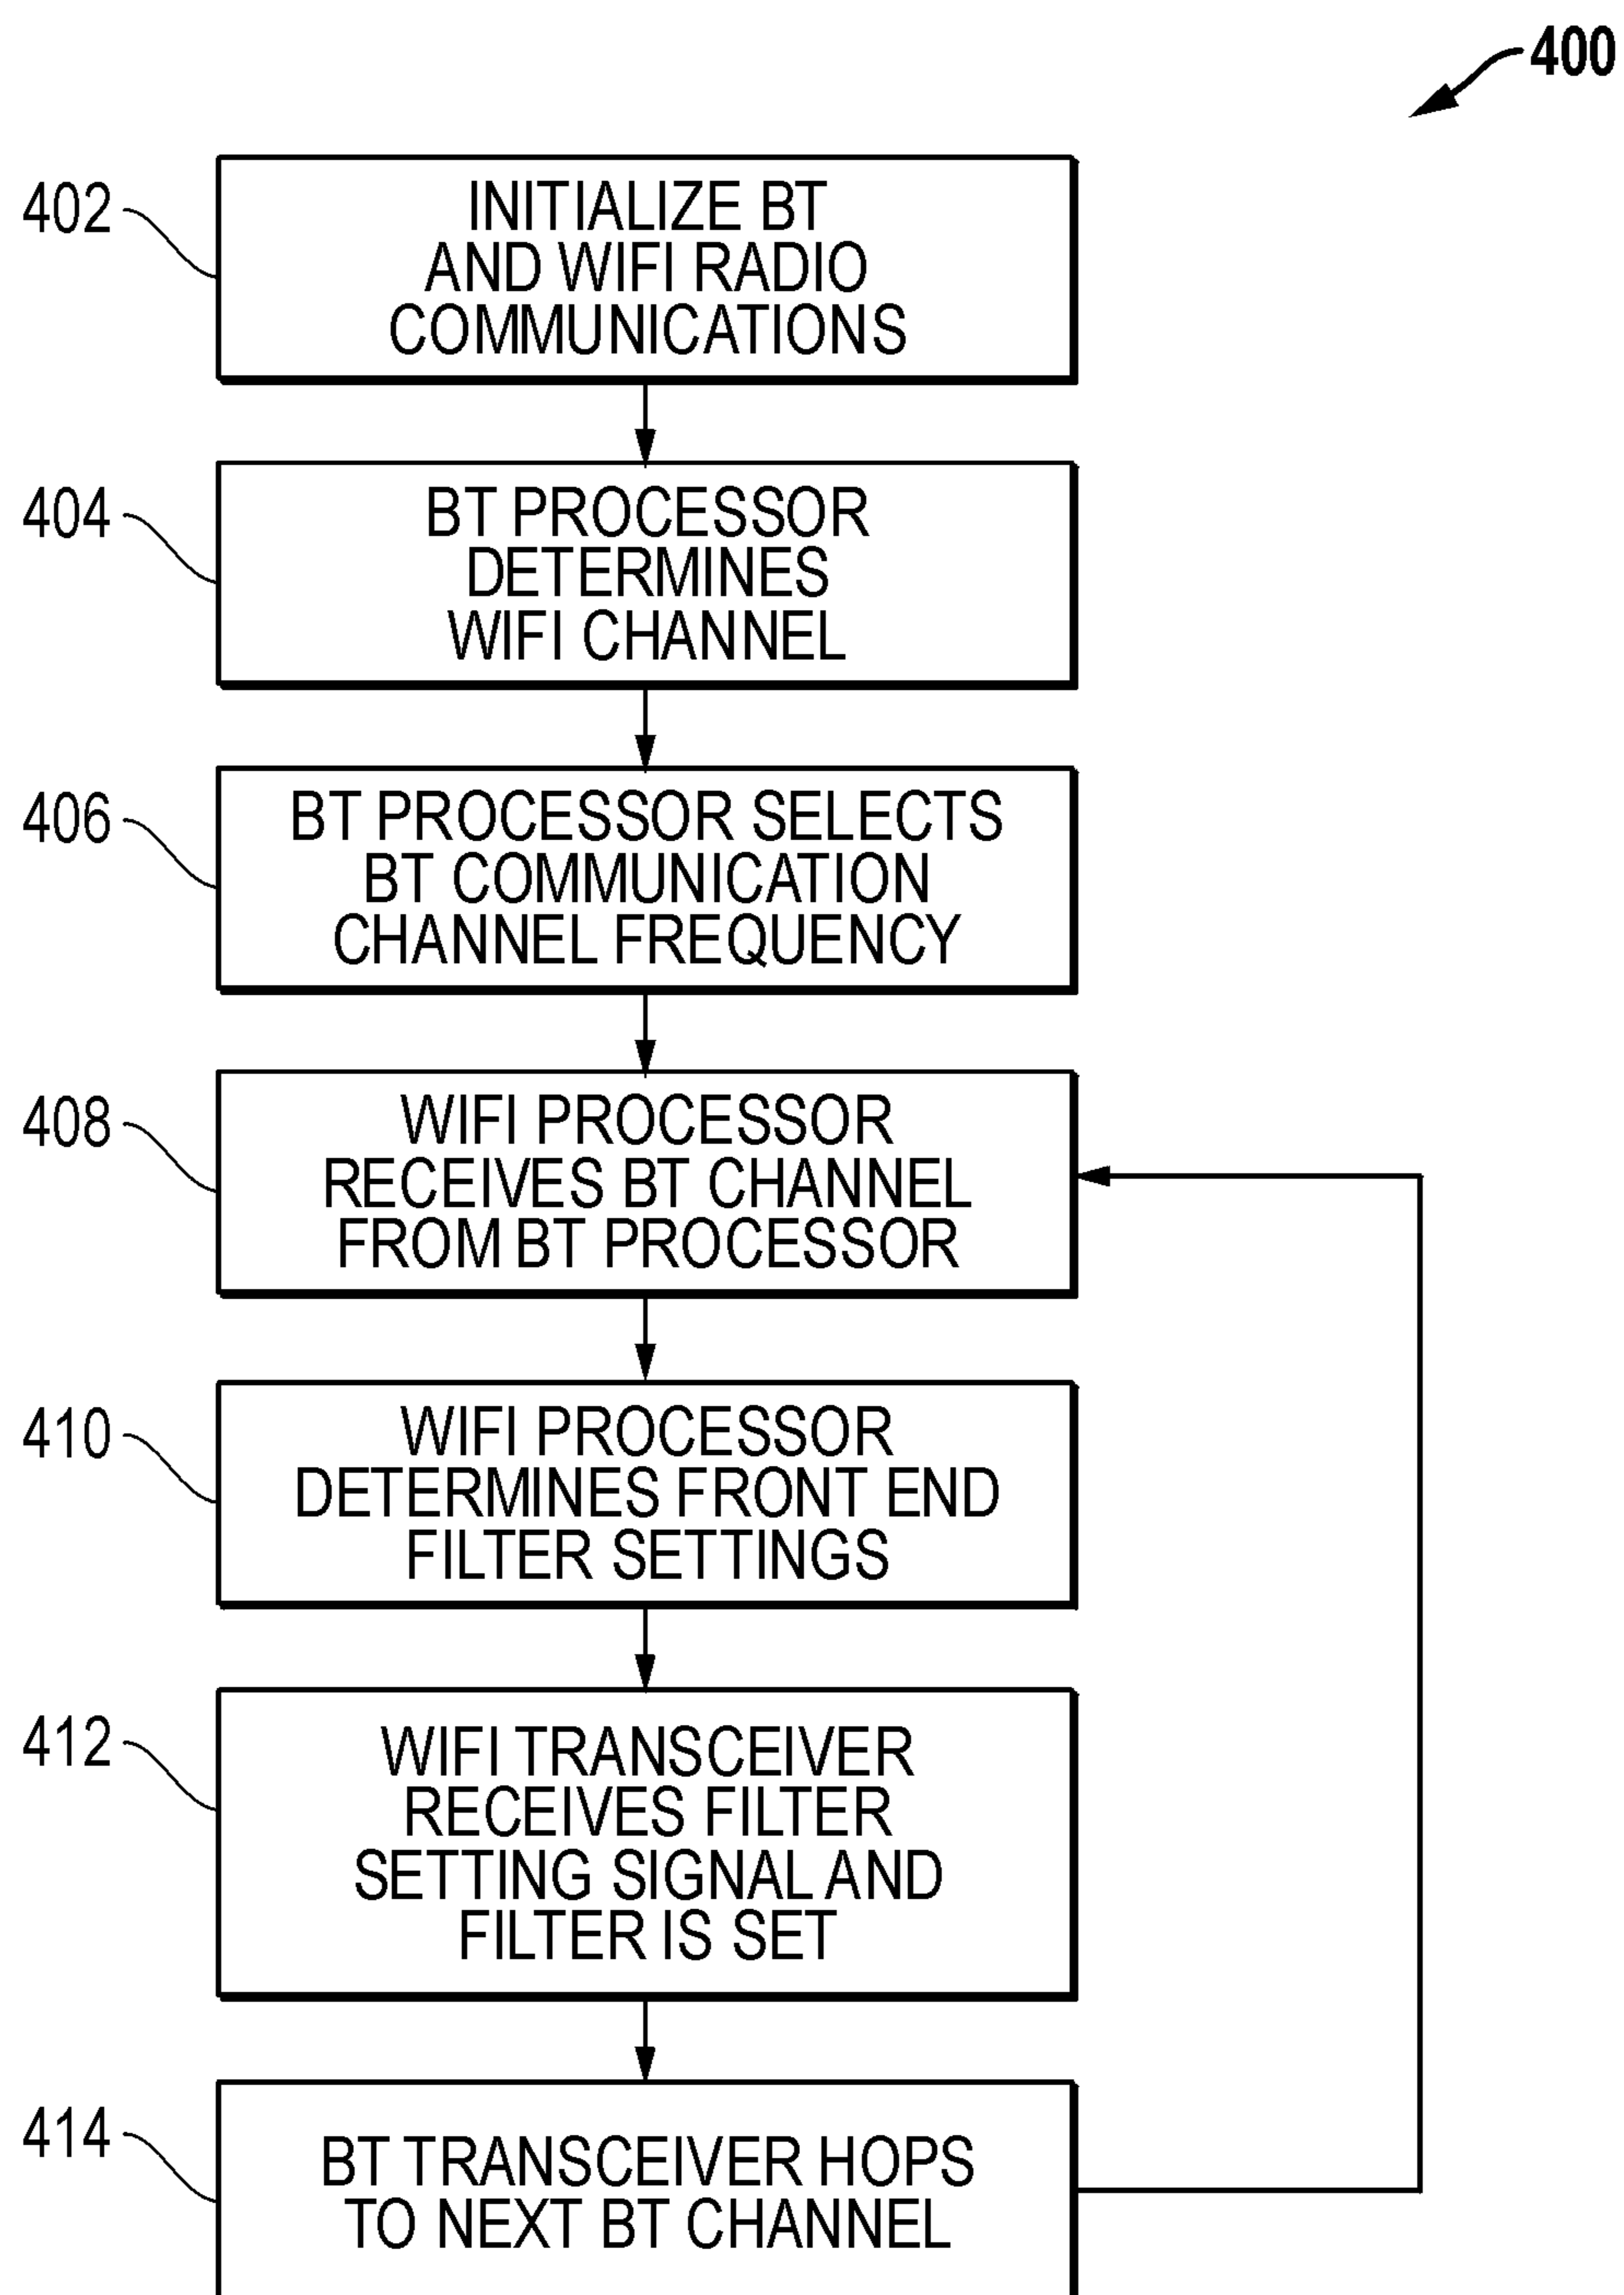 400
402
INITIALIZE BT
AND WIFI RADIO
COMMUNICATIONS
404
BT PROCESSOR
DETERMINES
WIFI CHANNEL
406
BT PROCESSOR SELECTS
BT COMMUNICATION
CHANNEL FREQUENCY
408
WIFI PROCESSOR
RECEIVES BT CHANNEL
FROM BT PROCESSOR
410
WIFI PROCESSOR
DETERMINES FRONT END
FILTER SETTINGS
412
WIFI TRANSCEIVER
RECEIVES FILTER
SETTING SIGNAL AND
FILTER IS SET
414
BT TRANSCEIVER HOPS
TO NEXT BT CHANNEL